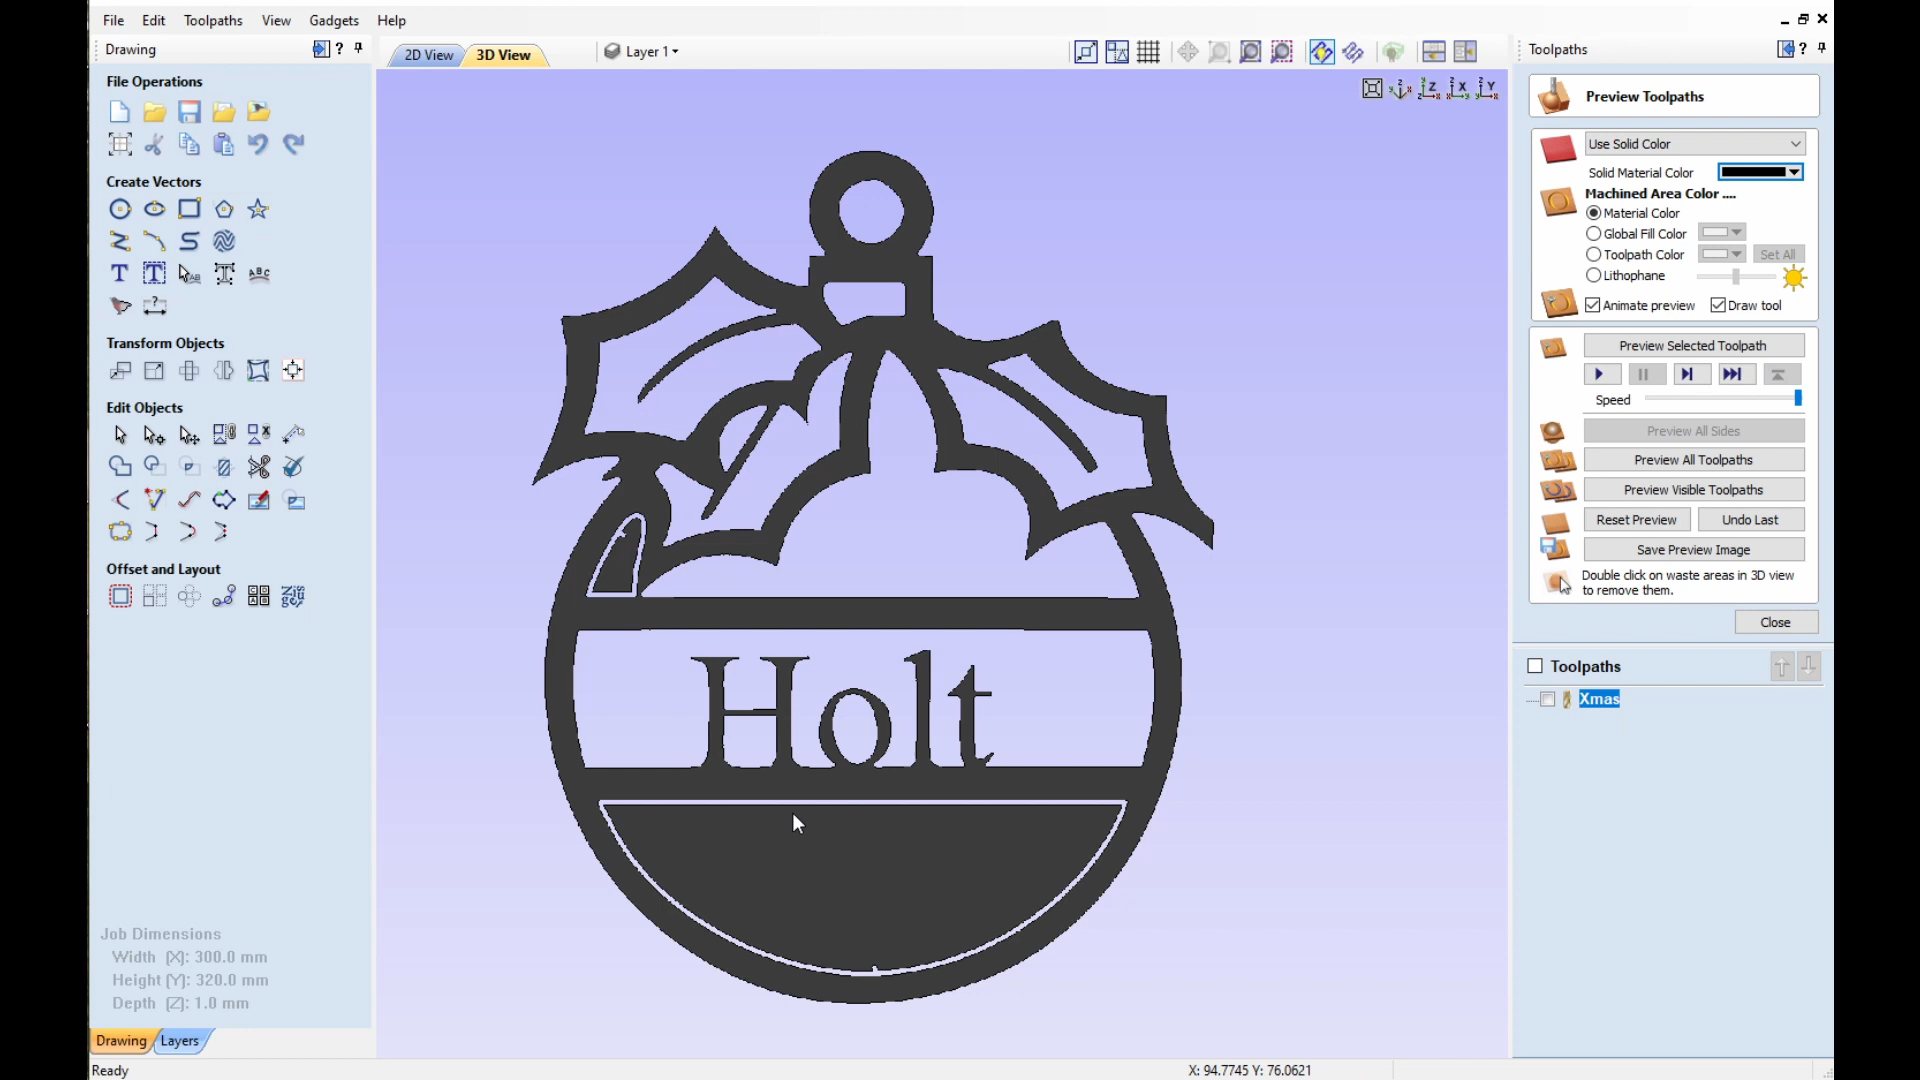 File Edit Toolpaths View Gadgets Help
Drawing
?
2D View 3D View Layer 1
Toolpaths
?
File Operations
Create Vectors
Transform Objects
Edit Objects
Offset and Layout
Job Dimensions
Width (X): 300.0 mm
Height (Y): 320.0 mm
Depth (Z): 1.0 mm
Drawing Layers
Ready
Holt
X: 94.7745 Y: 76.0621
Preview Toolpaths
Use Solid Color
Solid Material Color
Machined Area Color ....
Material Color
Global Fill Color
Toolpath Color Set All
Lithophane
Animate preview Draw tool
Preview Selected Toolpath
Speed
Preview All Sides
Preview All Toolpaths
Preview Visible Toolpaths
Reset Preview Undo Last
Save Preview Image
Double click on waste areas in 3D view
to remove them.
Close
Toolpaths
Xmas